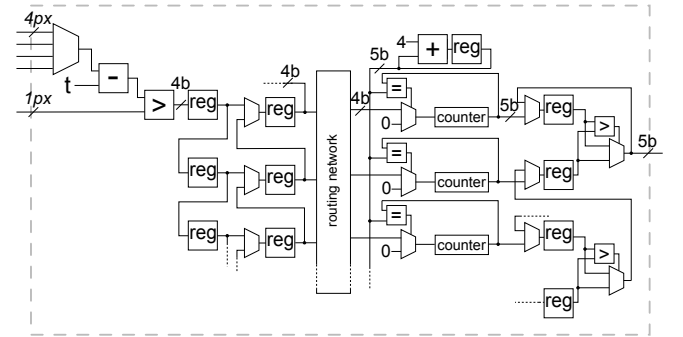 4px
t
-
>
1px
4b
reg
reg
reg
reg
reg
reg
4b
routing network
4b
5b
4
+
reg
=
0
counter
=
0
counter
=
0
counter
5b
reg
>
reg
5b
reg
>
reg